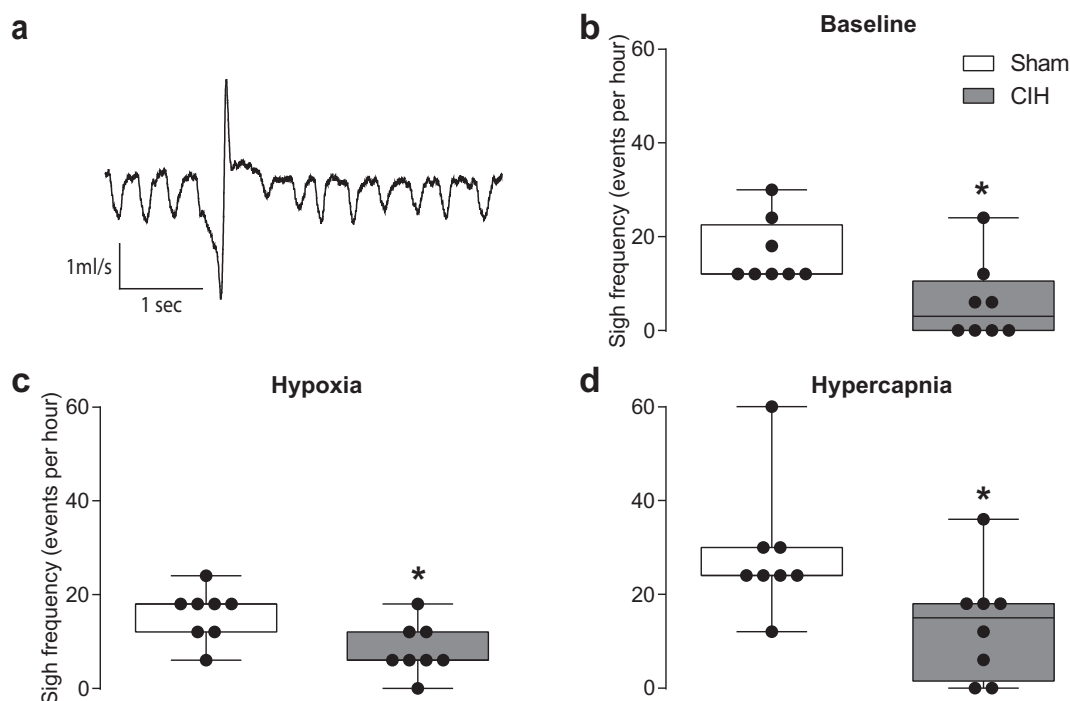 a
1ml/s
1 sec
b
Baseline
Sigh frequency (events per hour)
60
40
20
0
Sham
CIH
*
c
Hypoxia
Sigh frequency (events per hour)
60
40
20
0
*
d
Hypercapnia
60
40
20
0
*